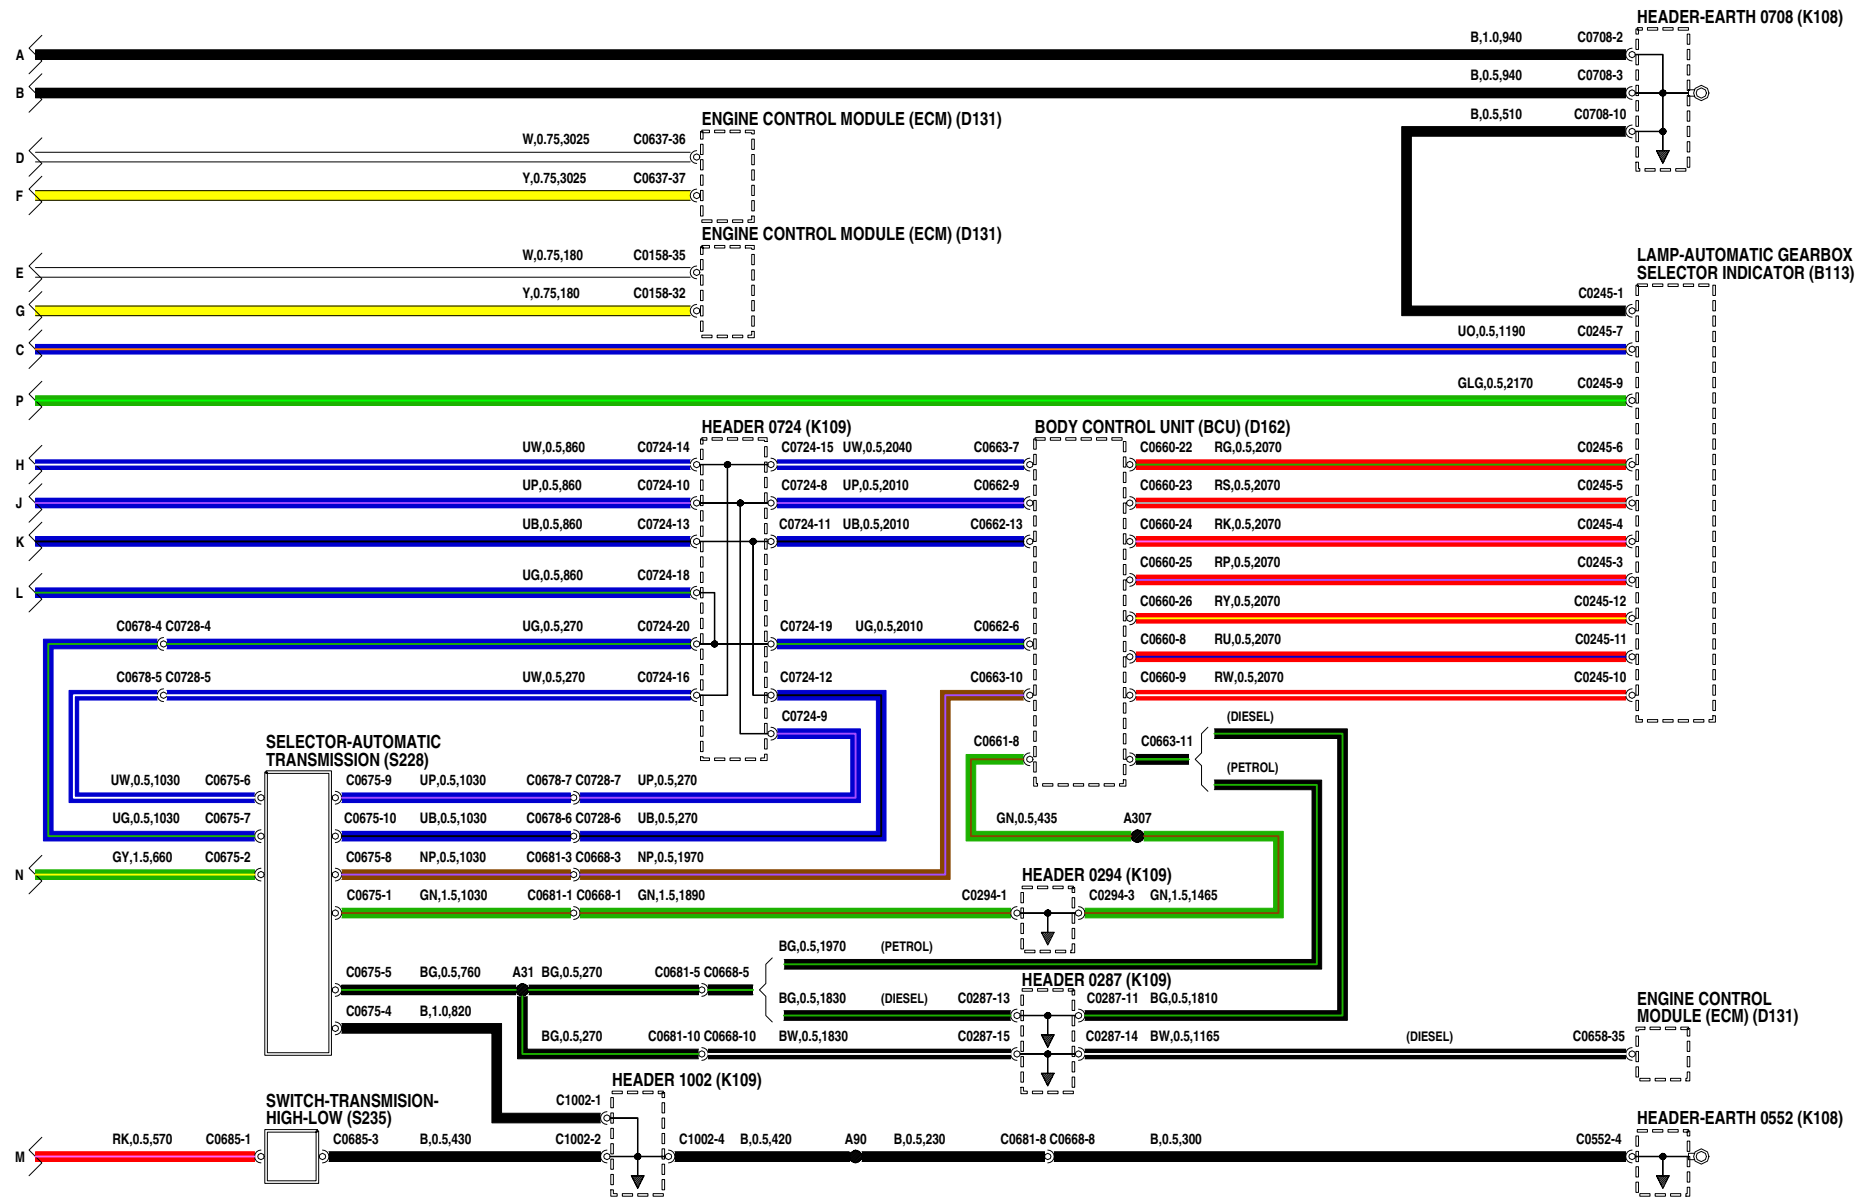 HEADER-EARTH 0708 (K108)
A B,1.0,940 C0708-2
B B,0.5,940 C0708-3
B,0.5,510 C0708-10
ENGINE CONTROL MODULE (ECM) (D131)
D W,0.75,3025 C0637-36
F Y,0.75,3025 C0637-37
ENGINE CONTROL MODULE (ECM) (D131)
E W,0.75,180 C0158-35
G Y,0.75,180 C0158-32
LAMP-AUTOMATIC GEARBOX
SELECTOR INDICATOR (B113)
C0245-1
C UO,0.5,1190 C0245-7
P GLG,0.5,2170 C0245-9
HEADER 0724 (K109) BODY CONTROL UNIT (BCU) (D162)
H UW,0.5,860 C0724-14 C0724-15 UW,0.5,2040 C0663-7 C0660-22 RG,0.5,2070 C0245-6
J UP,0.5,860 C0724-10 C0724-8 UP,0.5,2010 C0662-9 C0660-23 RS,0.5,2070 C0245-5
K UB,0.5,860 C0724-13 C0724-11 UB,0.5,2010 C0662-13 C0660-24 RK,0.5,2070 C0245-4
L UG,0.5,860 C0724-18 C0660-25 RP,0.5,2070 C0245-3
C0660-26 RY,0.5,2070 C0245-12
C0678-4 C0728-4 UG,0.5,270 C0724-20 C0724-19 UG,0.5,2010 C0662-6 C0660-8 RU,0.5,2070 C0245-11
C0678-5 C0728-5 UW,0.5,270 C0724-16 C0724-12 C0663-10 C0660-9 RW,0.5,2070 C0245-10
C0724-9 (DIESEL)
SELECTOR-AUTOMATIC
TRANSMISSION (S228)
C0661-8 C0663-11
(PETROL)
UW,0.5,1030 C0675-6 C0675-9 UP,0.5,1030 C0678-7 C0728-7 UP,0.5,270
UG,0.5,1030 C0675-7 C0675-10 UB,0.5,1030 C0678-6 C0728-6 UB,0.5,270 GN,0.5,435 A307
N GY,1.5,660 C0675-2 C0675-8 NP,0.5,1030 C0681-3 C0668-3 NP,0.5,1970
HEADER 0294 (K109)
C0675-1 GN,1.5,1030 C0681-1 C0668-1 GN,1.5,1890 C0294-1 C0294-3 GN,1.5,1465
BG,0.5,1970 (PETROL)
C0675-5 BG,0.5,760 A31 BG,0.5,270 C0681-5 C0668-5
HEADER 0287 (K109)
BG,0.5,1830 (DIESEL) C0287-13 C0287-11 BG,0.5,1810
ENGINE CONTROL
MODULE (ECM) (D131)
C0675-4 B,1.0,820
BG,0.5,270 C0681-10 C0668-10 BW,0.5,1830 C0287-15 C0287-14 BW,0.5,1165 (DIESEL) C0658-35
HEADER 1002 (K109)
C1002-1
SWITCH-TRANSMISION-
HIGH-LOW (S235)
HEADER-EARTH 0552 (K108)
M RK,0.5,570 C0685-1 C0685-3 B,0.5,430 C1002-2 C1002-4 B,0.5,420 A90 B,0.5,230 C0681-8 C0668-8 B,0.5,300 C0552-4